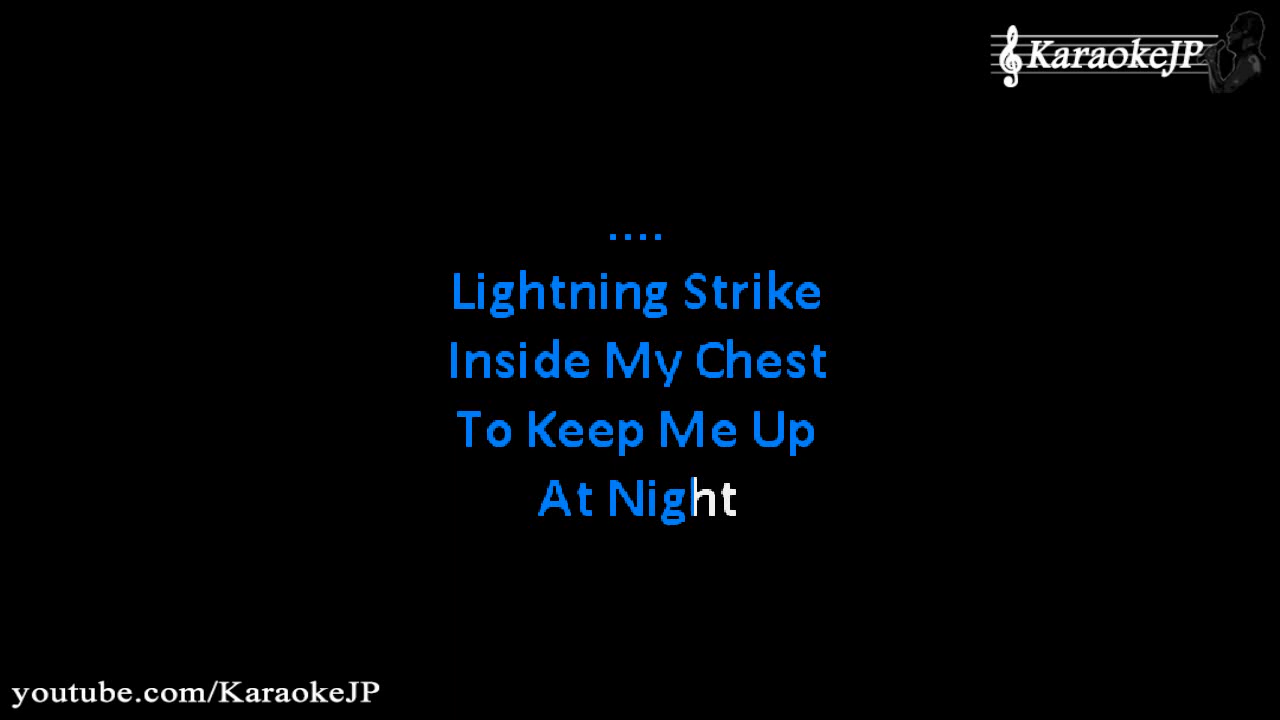 KaraokeJP
....
Lightning Strike
Inside My Chest
To Keep Me Up
At Night
youtube.com/KaraokeJP